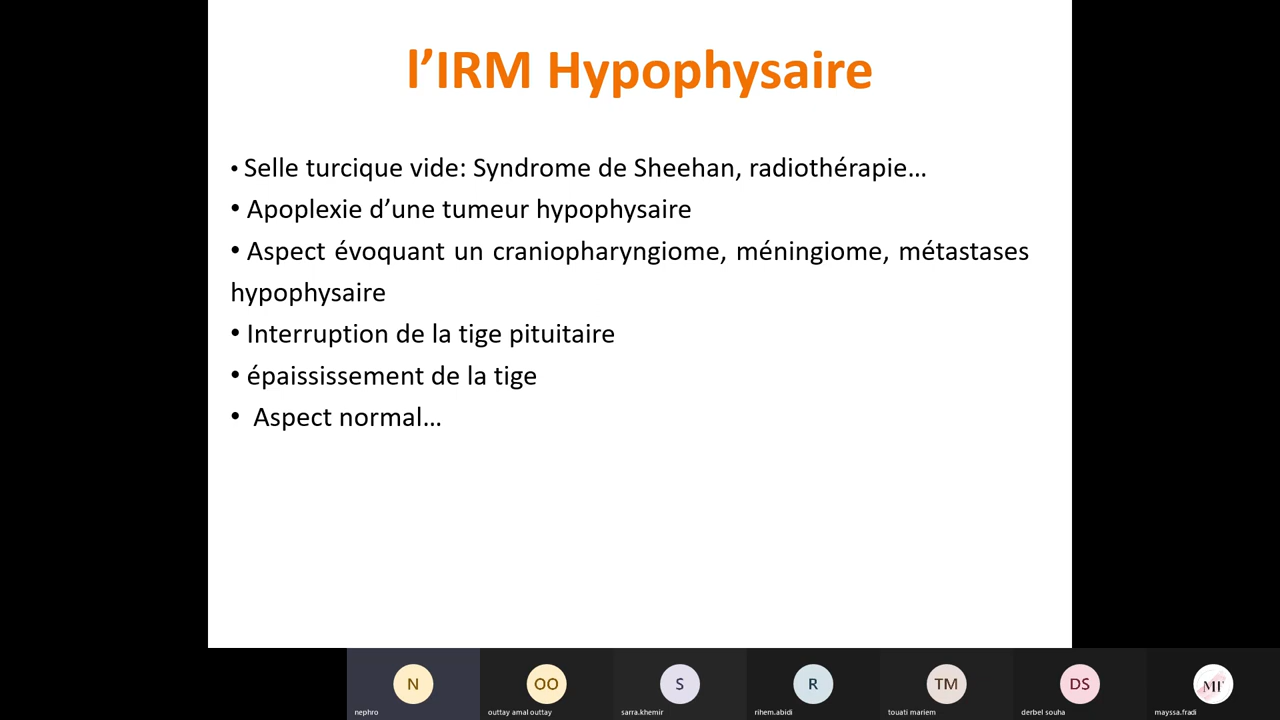 l’IRM Hypophysaire
• Selle turcique vide: Syndrome de Sheehan, radiothérapie…
• Apoplexie d’une tumeur hypophysaire
• Aspect évoquant un craniopharyngiome, méningiome, métastases
hypophysaire
• Interruption de la tige pituitaire
• épaississement de la tige
• Aspect normal…
N OO S R TM DS MF
nephro outtay amal outtay sarra.khemir rihem.abidi touati mariem derbel souha mayssa.fradi